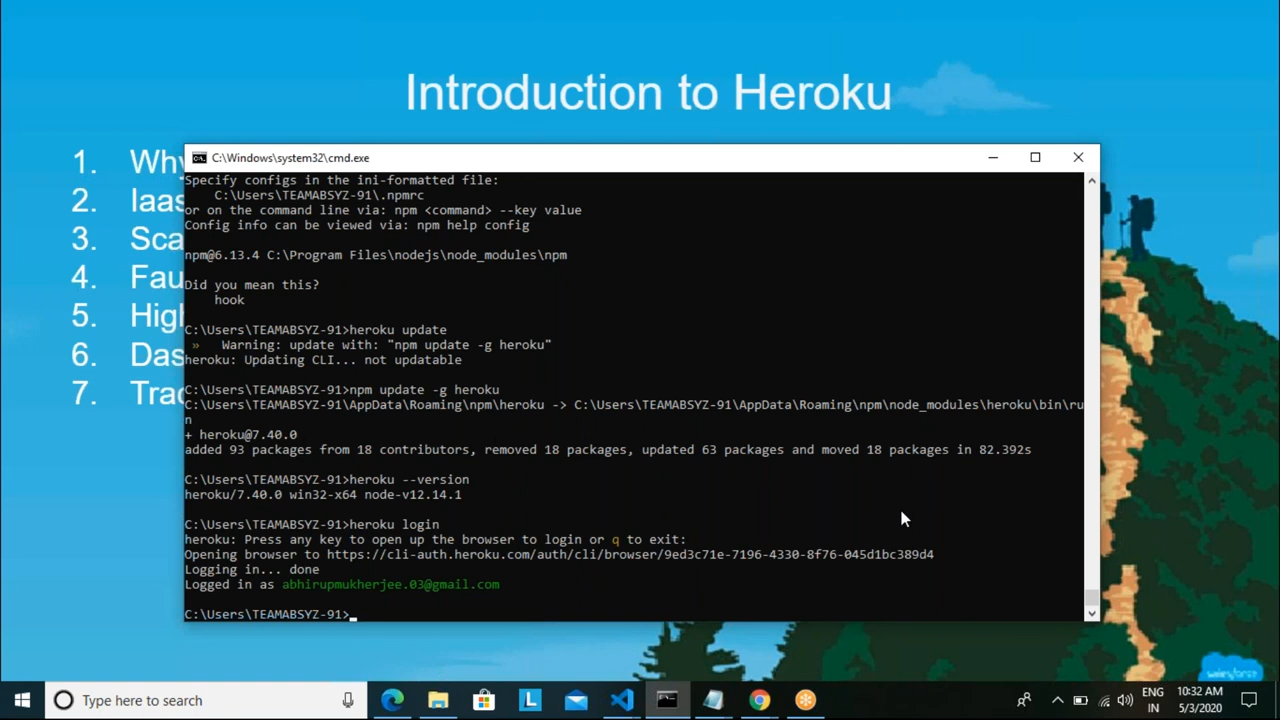 Introduction to Heroku
1. Why
2. Iaas
3. Sca
4. Fau
5. High
6. Das
7. Trac
C:\Windows\system32\cmd.exe
Specify configs in the ini-formatted file:
C:\Users\TEAMABSYZ-91\.npmrc
or on the command line via: npm <command> --key value
Config info can be viewed via: npm help config
npm@6.13.4 C:\Program Files\nodejs\node_modules\npm
Did you mean this?
hook
C:\Users\TEAMABSYZ-91>heroku update
» Warning: update with: "npm update -g heroku"
heroku: Updating CLI... not updatable
C:\Users\TEAMABSYZ-91>npm update -g heroku
C:\Users\TEAMABSYZ-91\AppData\Roaming\npm\heroku -> C:\Users\TEAMABSYZ-91\AppData\Roaming\npm\node_modules\heroku\bin\ru
n
+ heroku@7.40.0
added 93 packages from 18 contributors, removed 18 packages, updated 63 packages and moved 18 packages in 82.392s
C:\Users\TEAMABSYZ-91>heroku --version
heroku/7.40.0 win32-x64 node-v12.14.1
C:\Users\TEAMABSYZ-91>heroku login
heroku: Press any key to open up the browser to login or q to exit:
Opening browser to https://cli-auth.heroku.com/auth/cli/browser/9ed3c71e-7196-4330-8f76-045d1bc389d4
Logging in... done
Logged in as abhirupmukherjee.03@gmail.com
C:\Users\TEAMABSYZ-91>
salesforce
Type here to search
L
ENG
IN
10:32 AM
5/3/2020